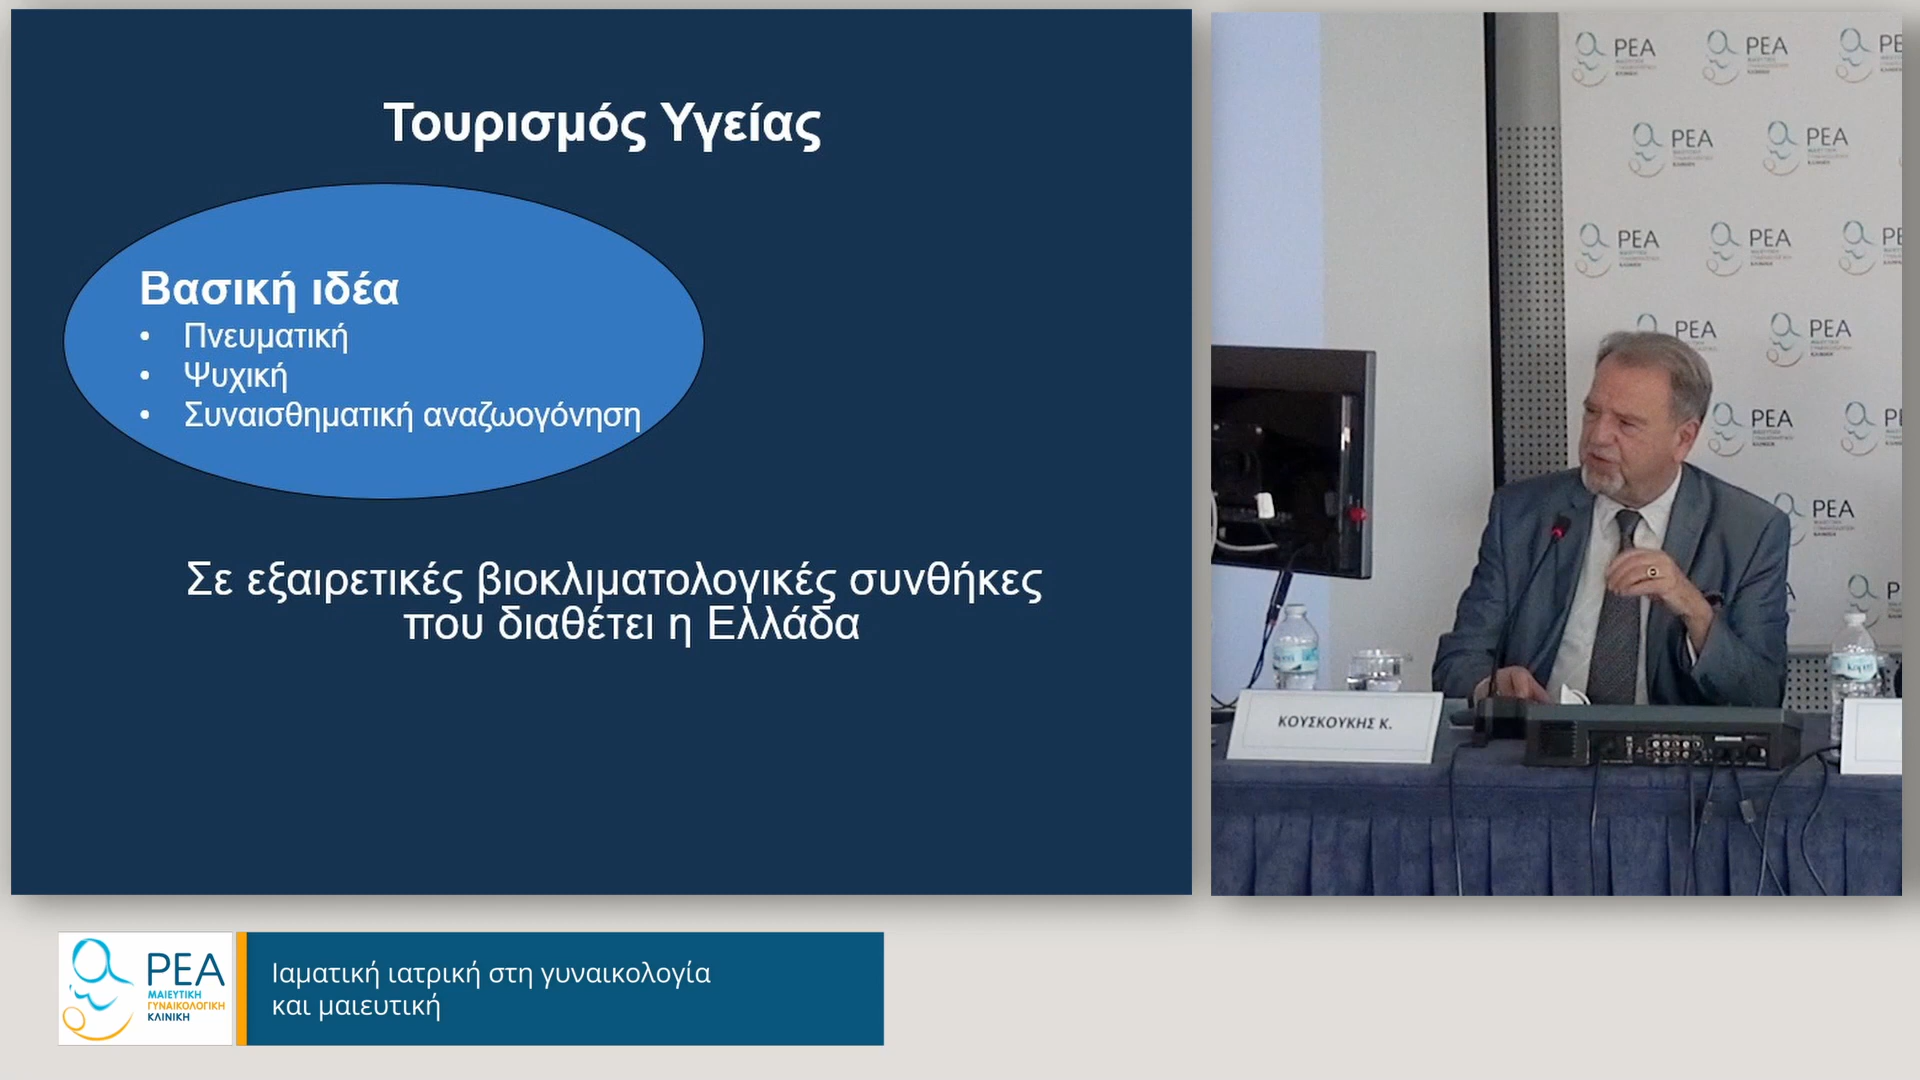 Τουρισμός Υγείας
Βασική ιδέα
• Πνευματική
• Ψυχική
• Συναισθηματική αναζωογόνηση
Σε εξαιρετικές βιοκλιματολογικές συνθήκες
που διαθέτει η Ελλάδα
ΡΕΑ
ΡΕΑ
ΡΕΑ
ΡΕΑ
ΡΕΑ
ΡΕΑ
ΡΕΑ
ΡΕΑ
ΡΕΑ
ΡΕΑ
ΚΟΥΣΚΟΥΚΗΣ Κ.
ΡΕΑ
ΜΑΙΕΥΤΙΚΗ
ΓΥΝΑΙΚΟΛΟΓΙΚΗ
ΚΛΙΝΙΚΗ
Ιαματική ιατρική στη γυναικολογία
και μαιευτική